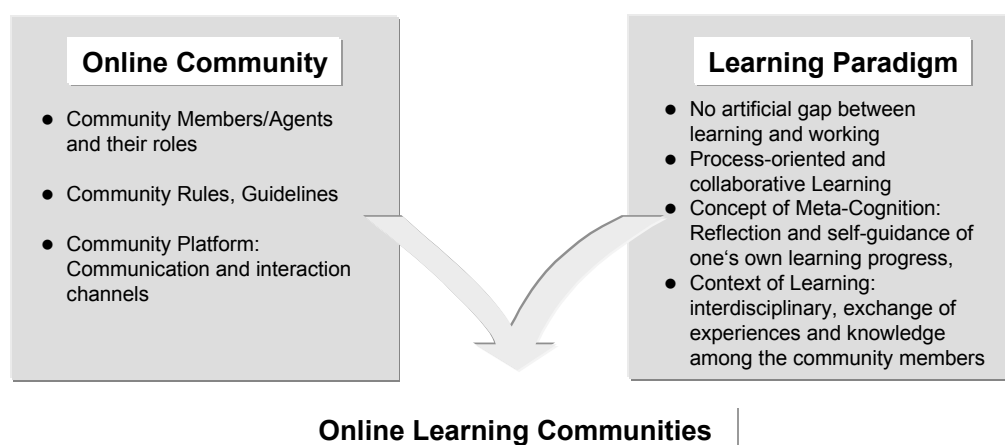 Online Community
● Community Members/Agents
and their roles
● Community Rules, Guidelines
● Community Platform:
Communication and interaction
channels
Learning Paradigm
● No artificial gap between
learning and working
● Process-oriented and
collaborative Learning
● Concept of Meta-Cognition:
Reflection and self-guidance of
one‘s own learning progress,
● Context of Learning:
interdisciplinary, exchange of
experiences and knowledge
among the community members
Online Learning Communities